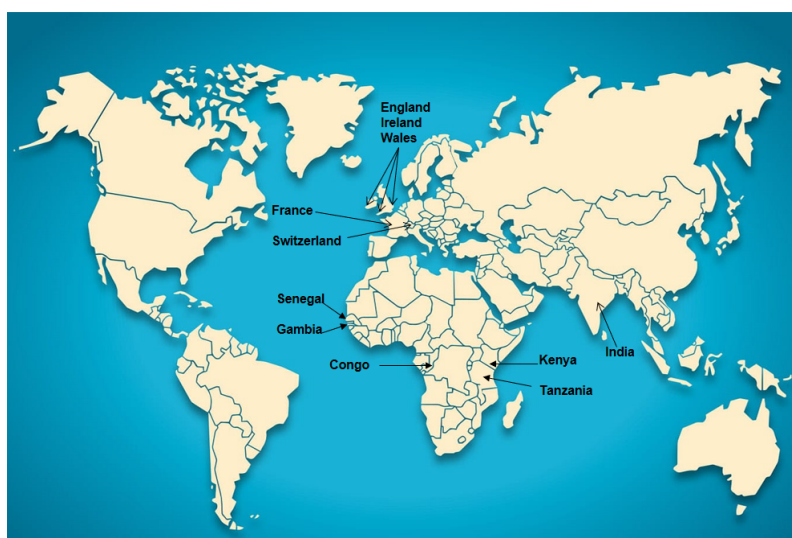 England
Ireland
Wales
France
Switzerland
Senegal
Gambia
Congo
Kenya
India
Tanzania